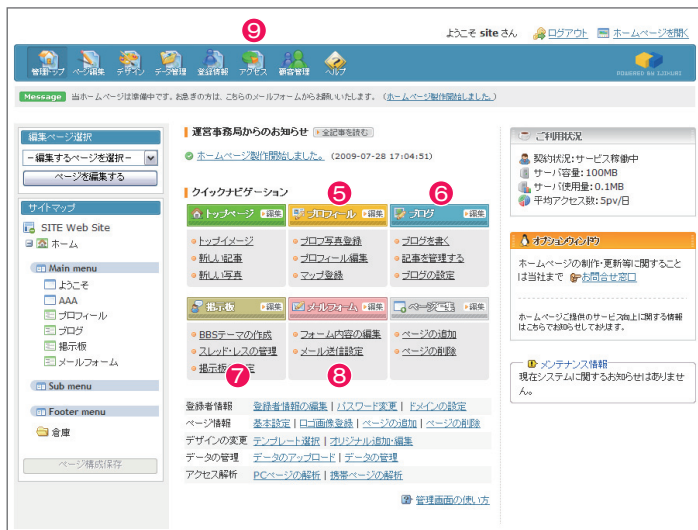 ⑨
ようこそ site さん ログアウト ホームページを開く
管理トップ ページ編集 デザイン データ管理 登録情報 アクセス 顧客管理 ヘルプ
POWERED BY IJIKURI
Message 当ホームページは準備中です。お急ぎの方は、こちらのメールフォームからお願いいたします。 (ホームページ製作開始しました。)
編集ページ選択
-編集するページを選択-
ページを編集する
サイトマップ
SITE Web Site
ホーム
Main menu
ようこそ
AAA
プロフィール
ブログ
掲示板
メールフォーム
Sub menu
Footer menu
倉庫
ページ構成保存
運営事務局からのお知らせ 全記事を読む
ホームページ製作開始しました。 (2009-07-28 17:04:51)
クイックナビゲーション
⑤ ⑥
トップページ 編集 プロフィール 編集 ブログ 編集
トップイメージ プロフ写真登録 ブログを書く
新しい記事 プロフィール編集 記事を管理する
新しい写真 マップ登録 ブログの設定
掲示板 編集 メールフォーム 編集 ページ 編集
BBSテーマの作成 フォーム内容の編集 ページの追加
スレッド・レスの管理 メール送信設定 ページの削除
掲示板 定
⑦ ⑧
登録者情報 登録者情報の編集 | パスワード変更 | ドメインの設定
ページ情報 基本設定 | ロゴ画像登録 | ページの追加 | ページの削除
デザインの変更 テンプレート選択 | オリジナル追加・編集
データの管理 データのアップロード | データの管理
アクセス解析 PCページの解析 | 携帯ページの解析
管理画面の使い方
ご利用状況
契約状況:サービス稼働中
サーバ容量:100MB
サーバ使用量:0.1MB
平均アクセス数:5pv/日
オプションウィンドウ
ホームページの制作・更新等に関すること
は当社まで お問合せ窓口
ホームページご提供のサービス向上に関する情報
はこちらでお知らせしております。
メンテナンス情報
現在システムに関するお知らせはありませ
ん。